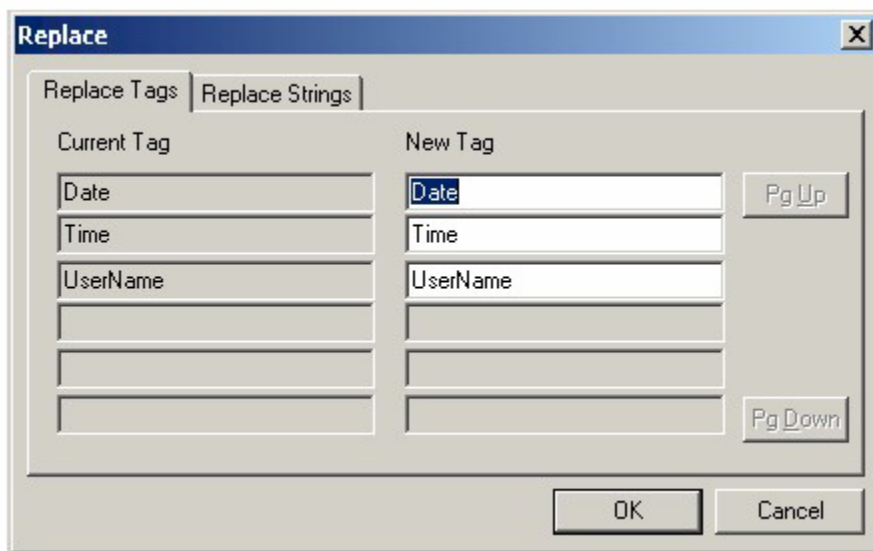 Replace
Replace Tags Replace Strings
Current Tag New Tag
Date Date Pg Up
Time Time
UserName UserName
Pg Down
OK Cancel